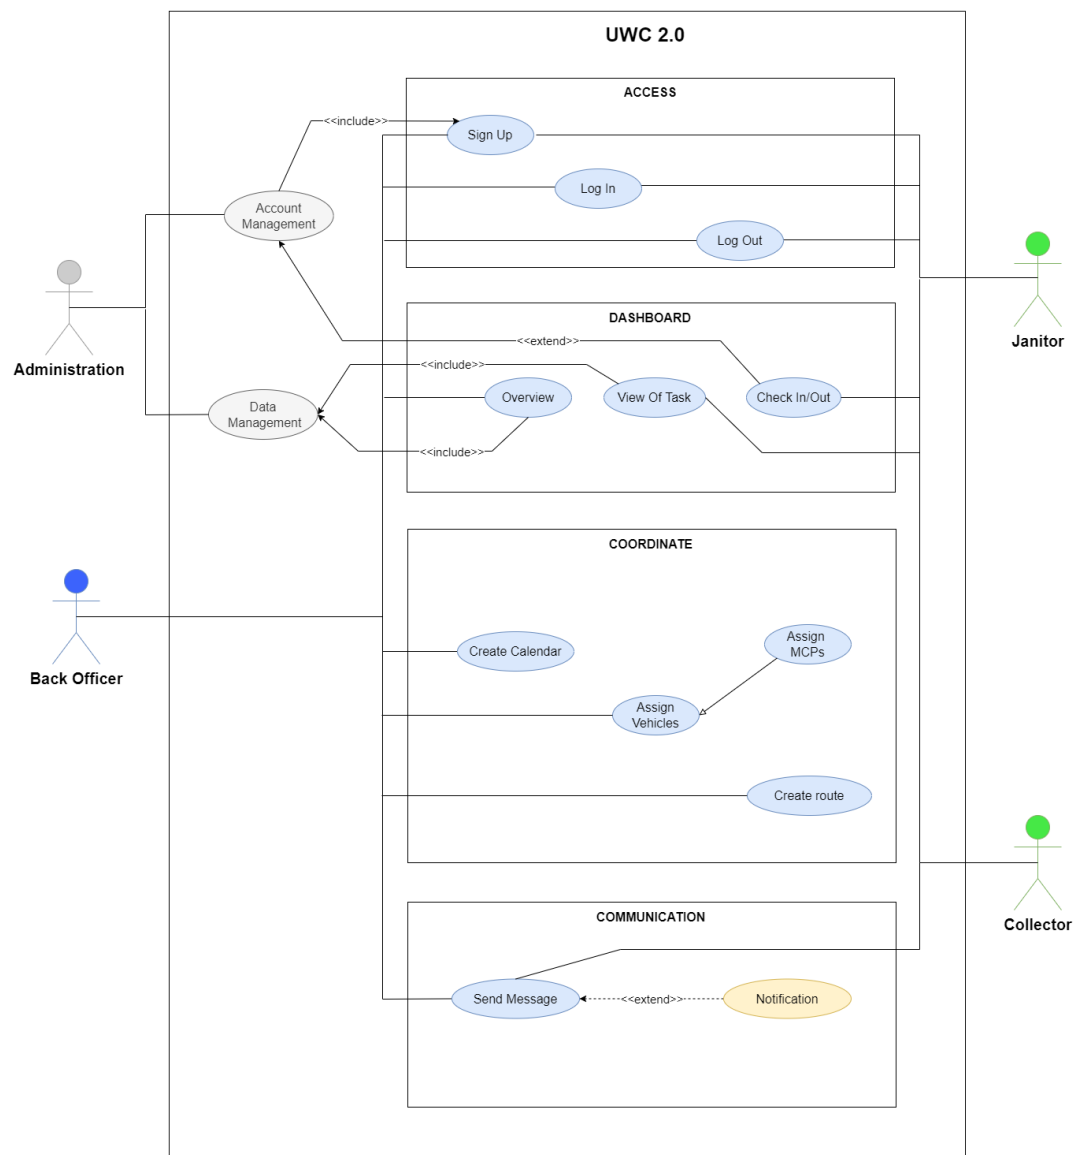 UWC 2.0
ACCESS
<<include>>
Sign Up
Log In
Account
Management
Log Out
Administration
Janitor
DASHBOARD
<<extend>>
<<include>>
Overview
View Of Task
Check In/Out
Data
Management
<<include>>
COORDINATE
Back Officer
Create Calendar
Assign
MCPs
Assign
Vehicles
Create route
Collector
COMMUNICATION
Send Message
<<extend>>
Notification